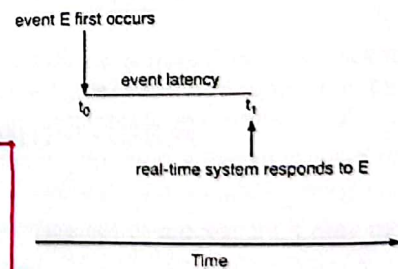 event E first occurs
event latency
t0 t1
real-time system responds to E
Time